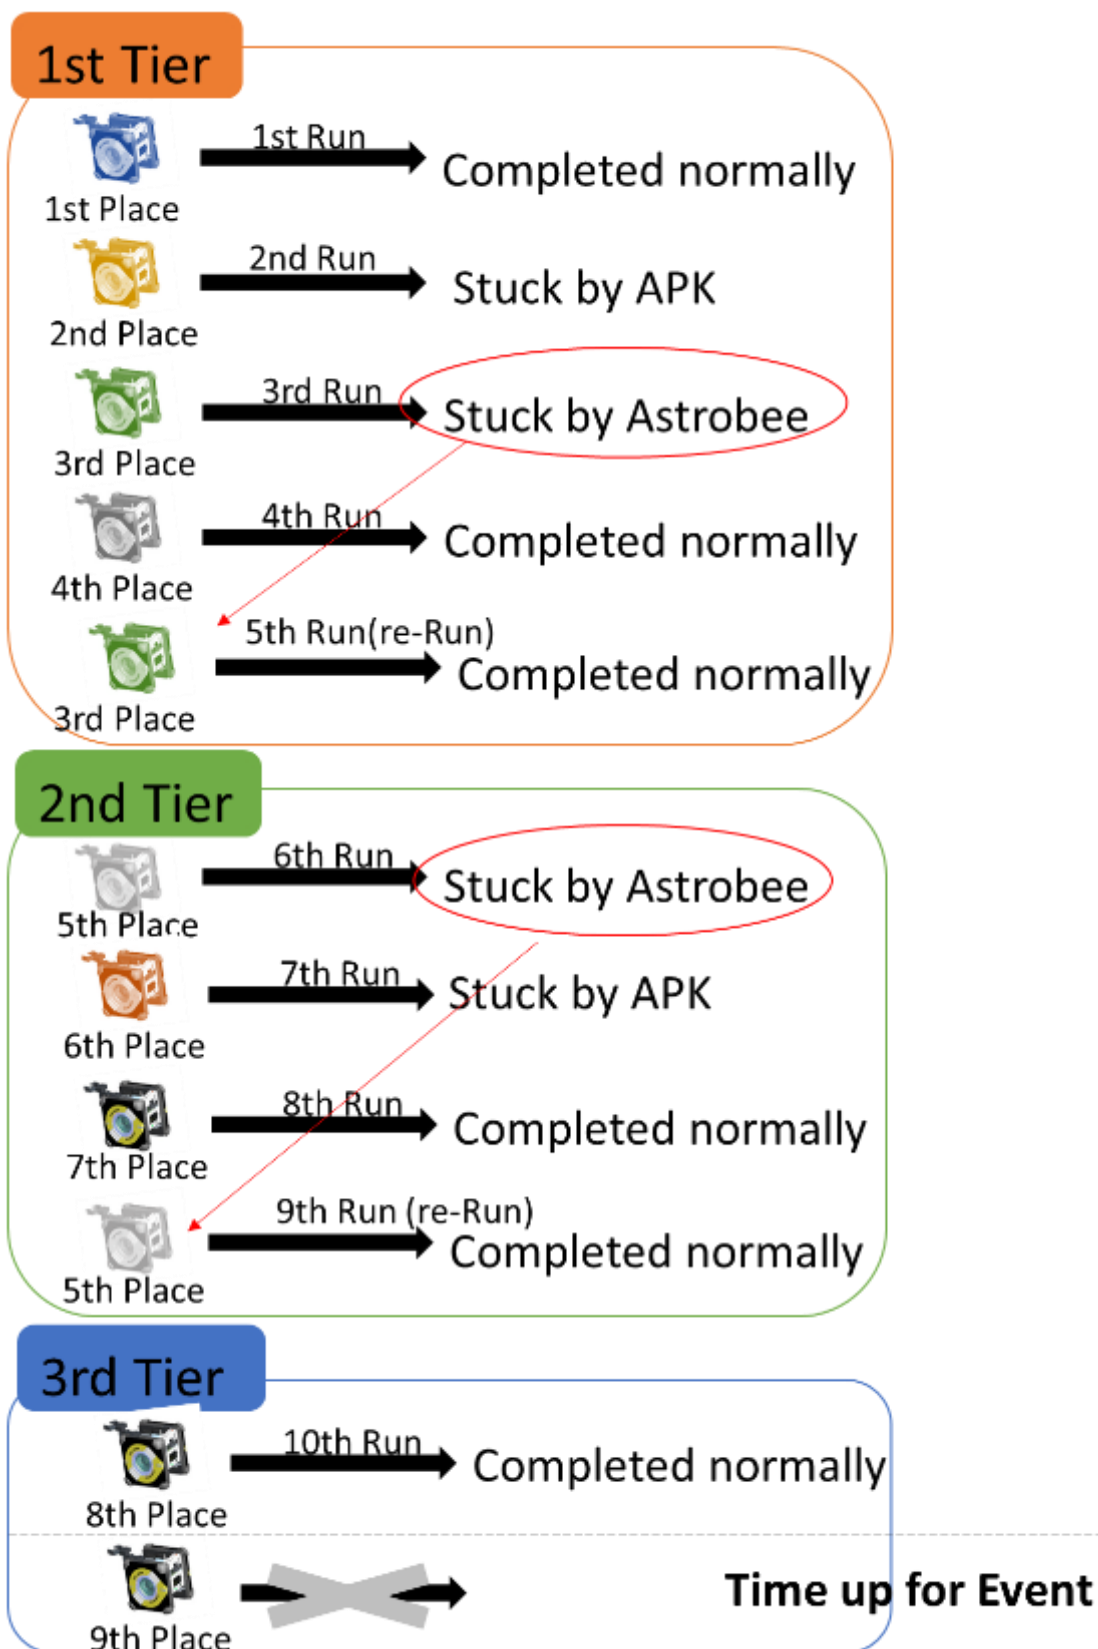 1st Tier
1st Run
Completed normally
1st Place
2nd Run
Stuck by APK
2nd Place
3rd Run
Stuck by Astrobee
3rd Place
4th Run
Completed normally
4th Place
5th Run(re-Run)
Completed normally
3rd Place
2nd Tier
6th Run
Stuck by Astrobee
5th Place
7th Run
Stuck by APK
6th Place
8th Run
Completed normally
7th Place
9th Run (re-Run)
Completed normally
5th Place
3rd Tier
10th Run
Completed normally
8th Place
Time up for Event
9th Place